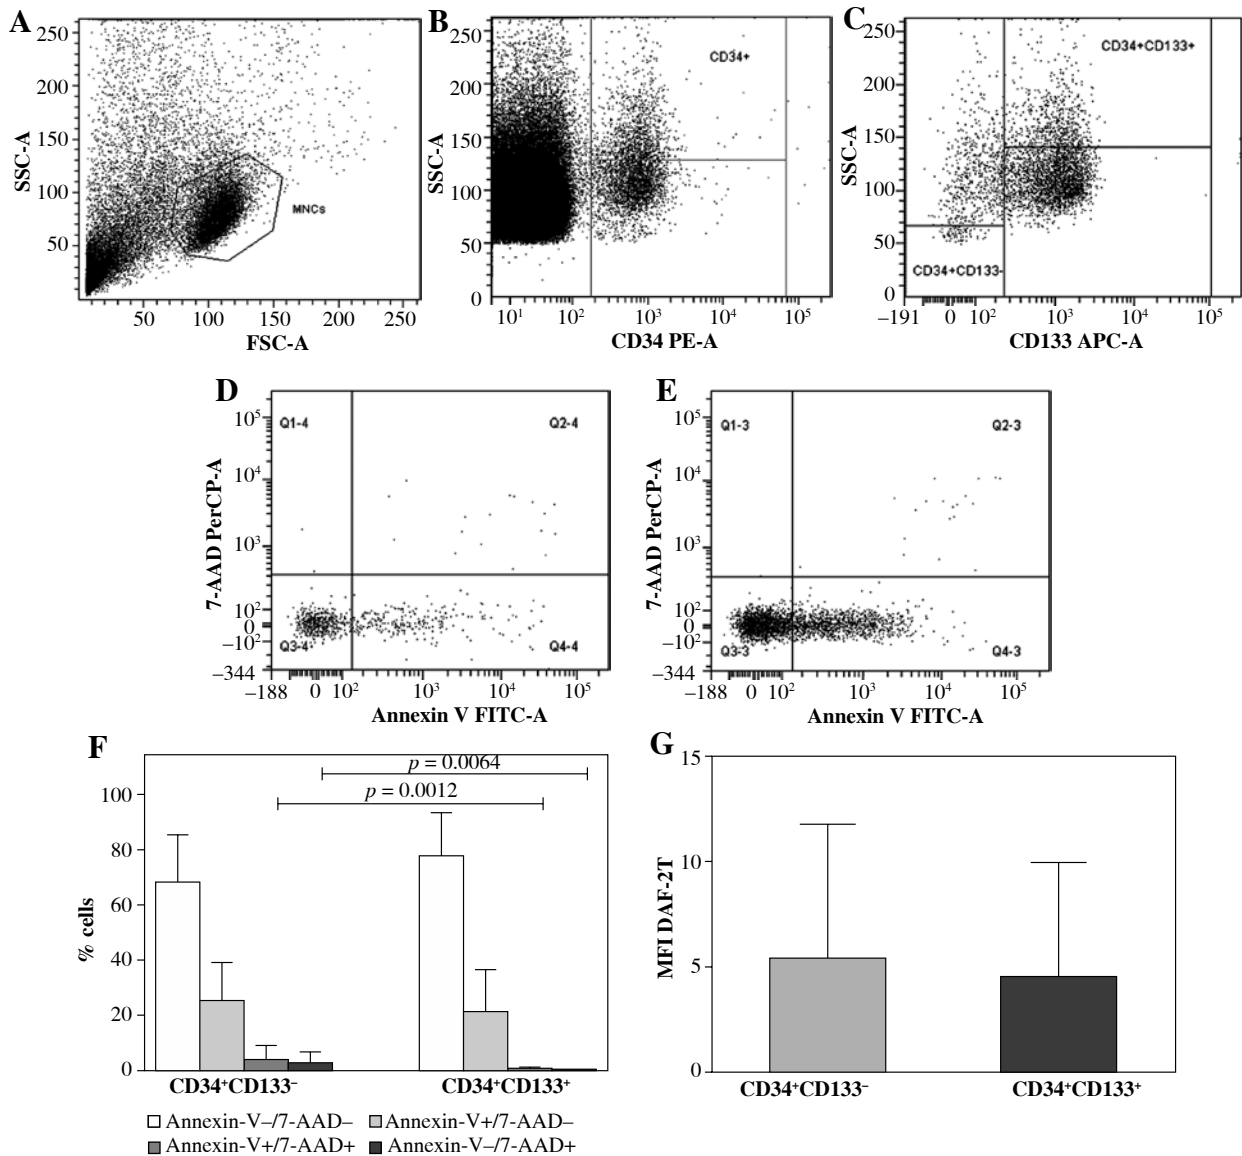 A
250
200
150
100
50
SSC-A
MNCs
50
100
150
200
250
FSC-A
B
250
200
150
100
50
0
SSC-A
CD34+
10¹
10²
10³
10⁴
10⁵
CD34 PE-A
C
250
200
150
100
50
0
SSC-A
CD34+CD133+
CD34+CD133-
−191
0
10²
10³
10⁴
10⁵
CD133 APC-A
D
10⁵
10⁴
10³
10²
0
−10²
−344
7-AAD PerCP-A
Q1-4
Q2-4
Q3-4
Q4-4
−188
0
10²
10³
10⁴
10⁵
Annexin V FITC-A
E
10⁵
10⁴
10³
10²
0
−10²
−344
7-AAD PerCP-A
Q1-3
Q2-3
Q3-3
Q4-3
−188
0
10²
10³
10⁴
10⁵
Annexin V FITC-A
F
100
80
60
40
20
0
% cells
p = 0.0064
p = 0.0012
CD34⁺CD133⁻
CD34⁺CD133⁺
Annexin-V–/7-AAD–
Annexin-V+/7-AAD–
Annexin-V+/7-AAD+
Annexin-V–/7-AAD+
G
15
10
5
0
MFI DAF-2T
CD34⁺CD133⁻
CD34⁺CD133⁺